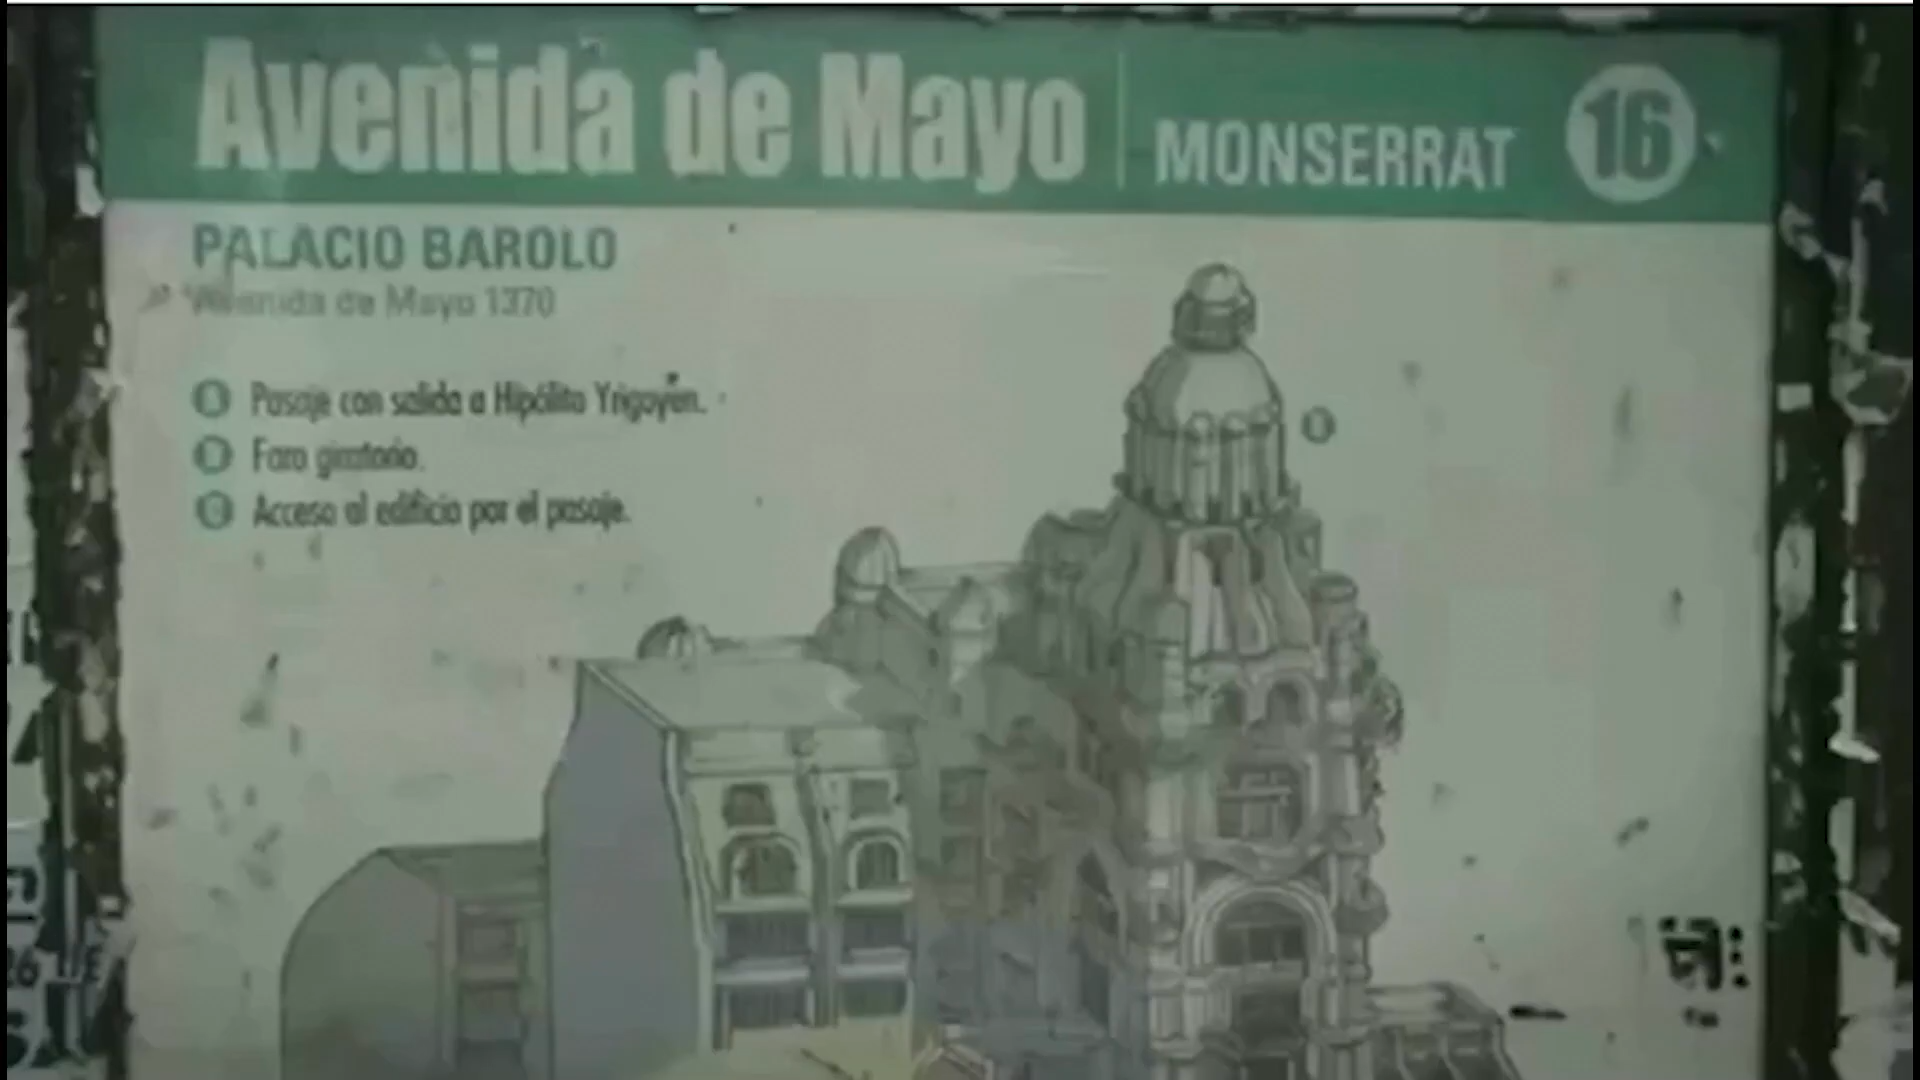 Avenida de Mayo MONSERRAT 16
PALACIO BAROLO
Avenida de Mayo 1370
Pasaje con salida a Hipólito Yrigoyen.
Faro giratorio.
Acceso al edificio por el pasaje.